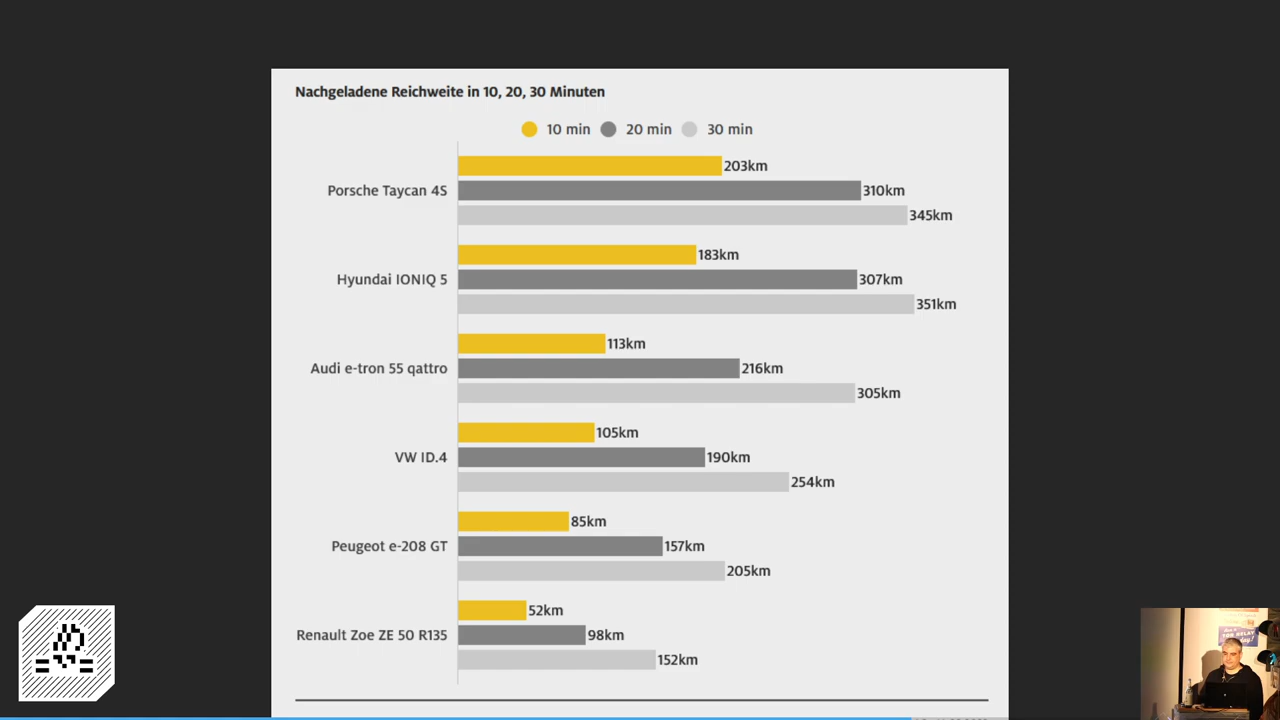 Nachgeladene Reichweite in 10, 20, 30 Minuten
10 min 20 min 30 min
203km
Porsche Taycan 4S 310km
345km
183km
Hyundai IONIQ 5 307km
351km
113km
Audi e-tron 55 qattro 216km
305km
105km
VW ID.4 190km
254km
85km
Peugeot e-208 GT 157km
205km
52km
Renault Zoe ZE 50 R135 98km
152km